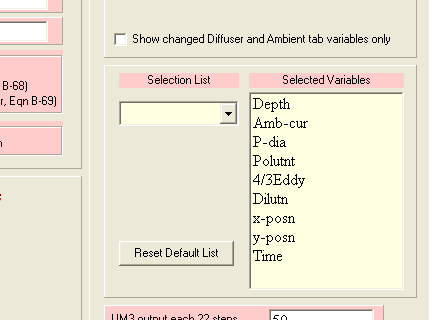 Show changed Diffuser and Ambient tab variables only
B-68)
r, Eqn B-69)
Selection List
Selected Variables
Depth
Amb-cur
P-dia
Polutnt
4/3Eddy
Dilutn
x-posn
y-posn
Time
Reset Default List
UM3 output each 22 steps
50